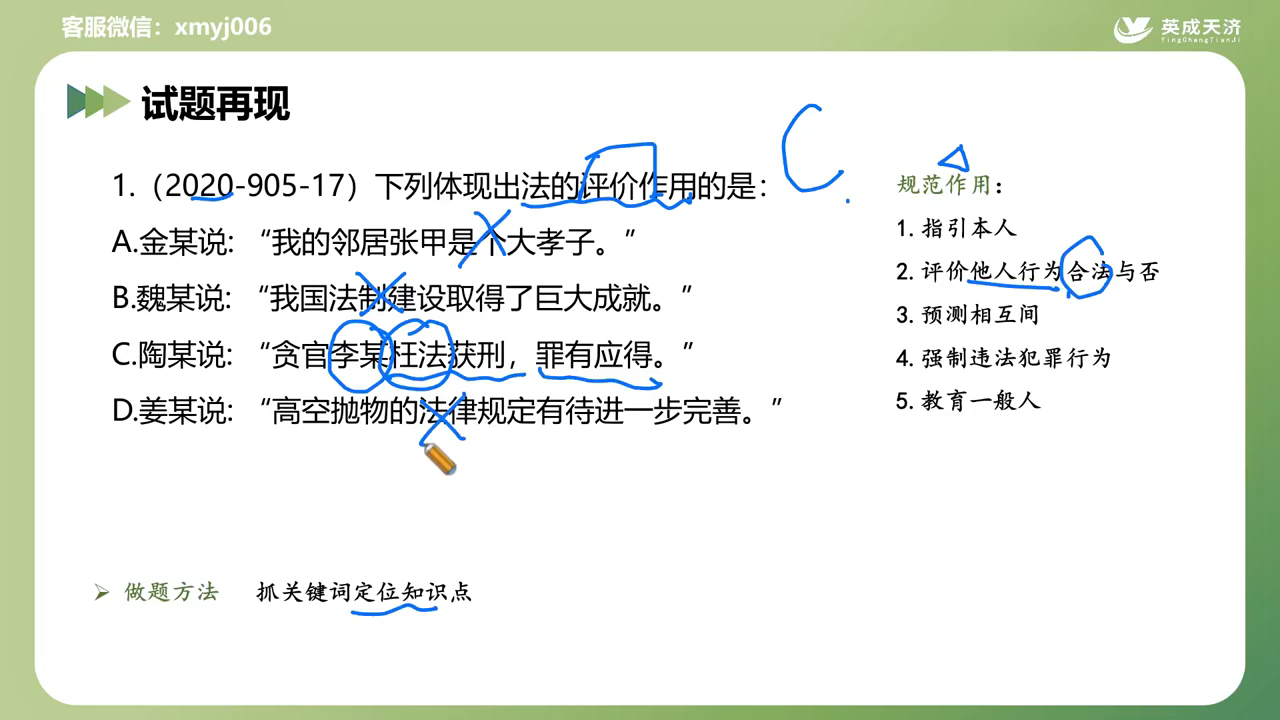 客服微信：xmyj006
英成天济
YingChengTianJi
试题再现
1.（2020-905-17）下列体现出法的评价作用的是：
A.金某说：“我的邻居张甲是个大孝子。”
B.魏某说：“我国法制建设取得了巨大成就。”
C.陶某说：“贪官李某枉法获刑，罪有应得。”
D.姜某说：“高空抛物的法律规定有待进一步完善。”
C.
规范作用：
1.指引本人
2.评价他人行为合法与否
3.预测相互间
4.强制违法犯罪行为
5.教育一般人
做题方法 抓关键词定位知识点